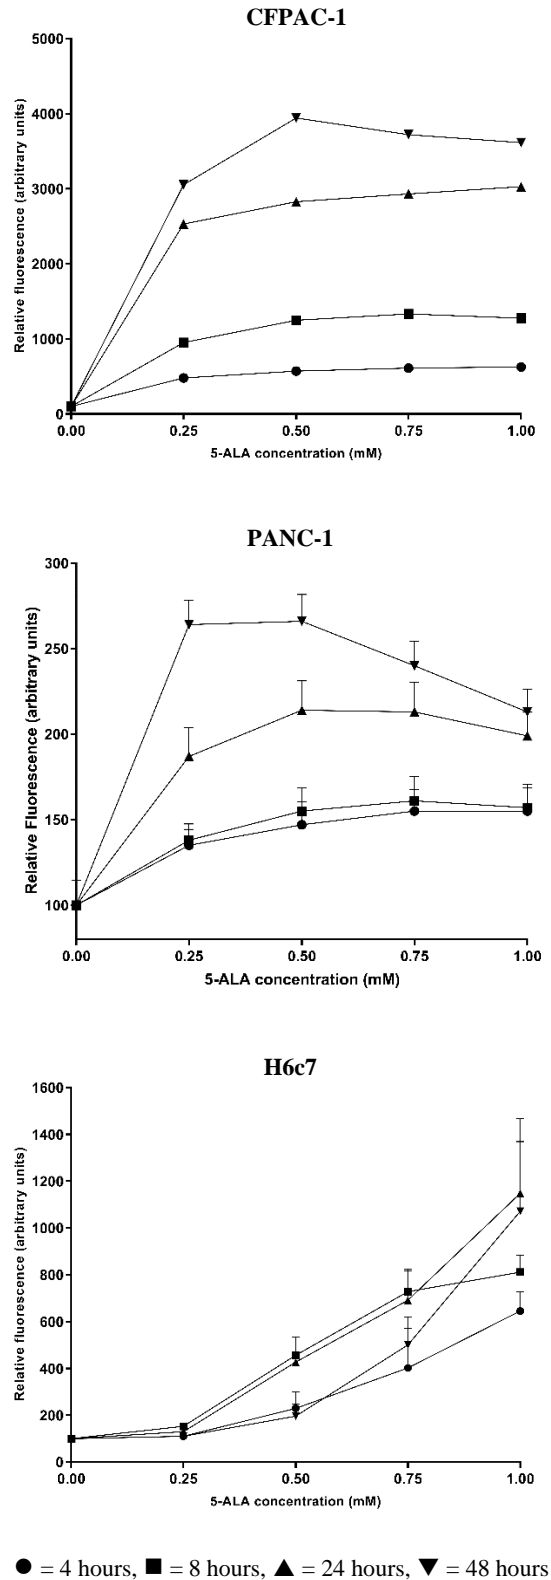 CFPAC-1
5000
4000
3000
2000
1000
0
Relative fluorescence (arbitrary units)
0.00 0.25 0.50 0.75 1.00
5-ALA concentration (mM)
PANC-1
300
250
200
150
100
Relative Fluorescence (arbitrary units)
0.00 0.25 0.50 0.75 1.00
5-ALA concentration (mM)
H6c7
1600
1400
1200
1000
800
600
400
200
0
Relative fluorescence (arbitrary units)
0.00 0.25 0.50 0.75 1.00
5-ALA concentration (mM)
● = 4 hours, ■ = 8 hours, ▲ = 24 hours, ▼ = 48 hours